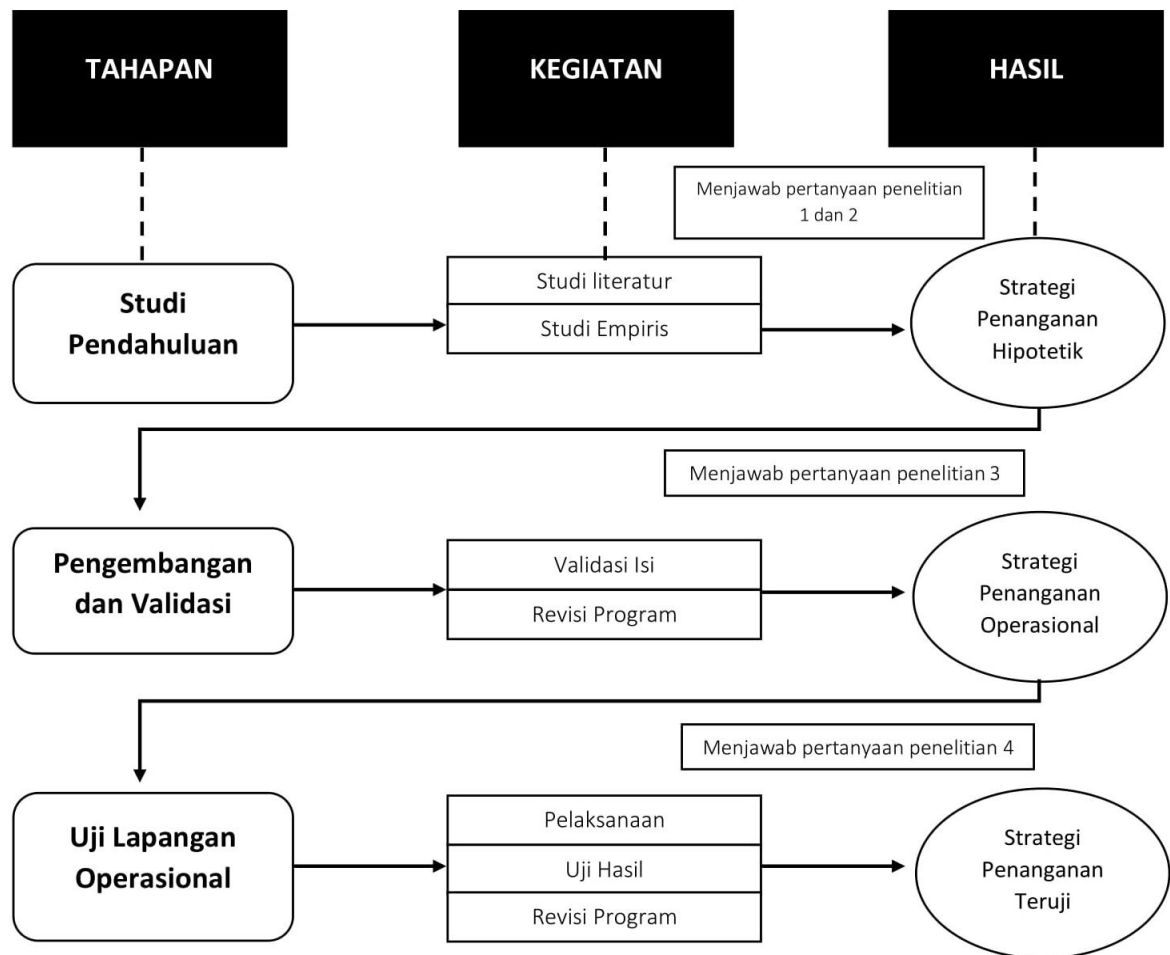 TAHAPAN
KEGIATAN
HASIL
Menjawab pertanyaan penelitian
1 dan 2
Studi
Pendahuluan
Studi literatur
Studi Empiris
Strategi
Penanganan
Hipotetik
Menjawab pertanyaan penelitian 3
Pengembangan
dan Validasi
Validasi Isi
Revisi Program
Strategi
Penanganan
Operasional
Menjawab pertanyaan penelitian 4
Uji Lapangan
Operasional
Pelaksanaan
Uji Hasil
Revisi Program
Strategi
Penanganan
Teruji